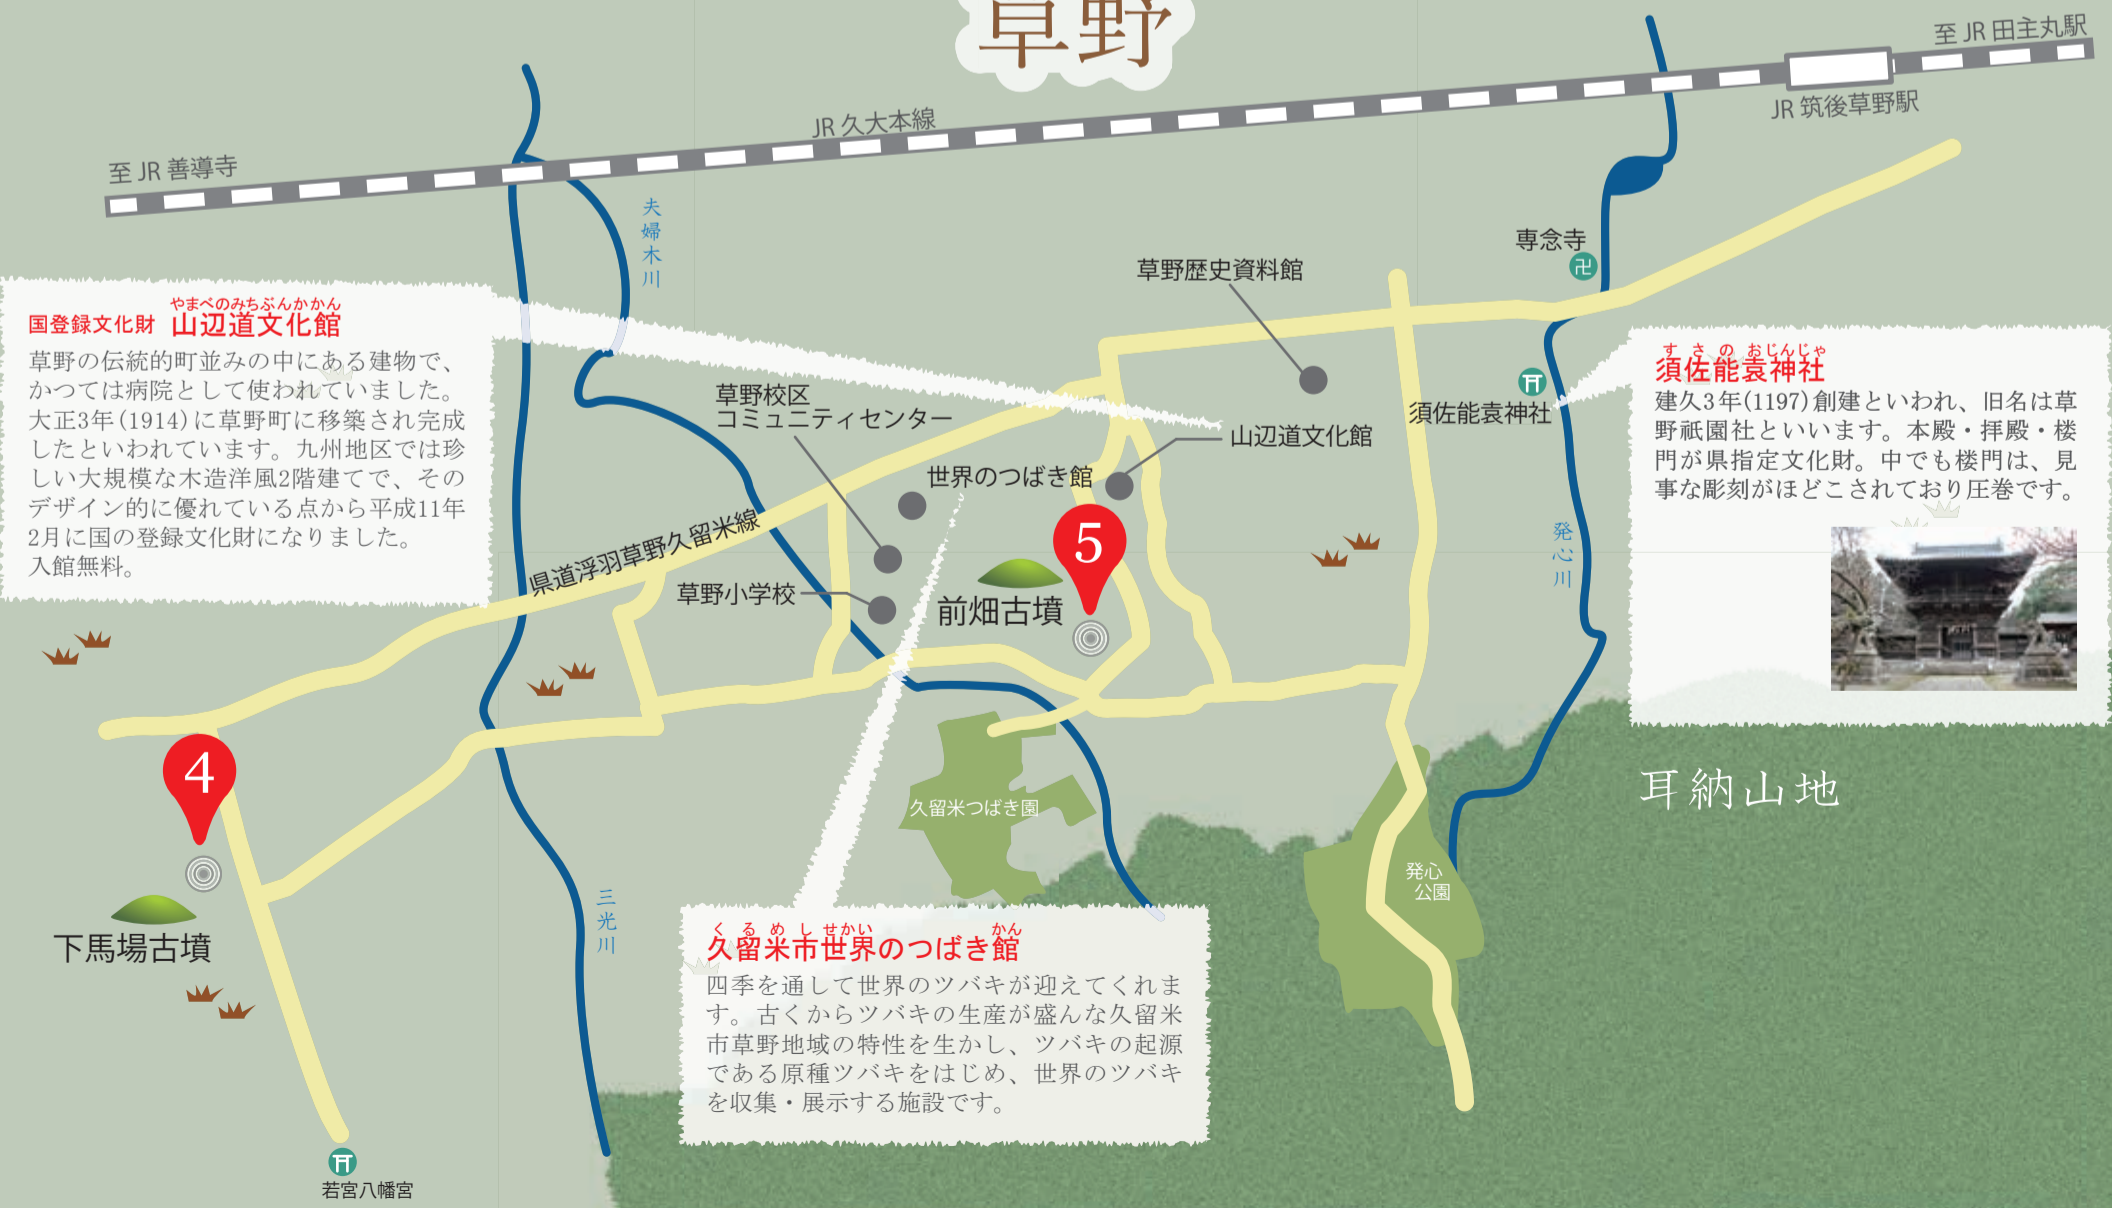 草野
至 JR 田主丸駅
JR 筑後草野駅
JR 久大本線
至 JR 善導寺
夫婦木川
専念寺
草野歴史資料館
やまべのみちぶんかかん
国登録文化財 山辺道文化館
草野の伝統的町並みの中にある建物で、
かつては病院として使われていました。
大正3年(1914)に草野町に移築され完成
したといわれています。九州地区では珍
しい大規模な木造洋風2階建てで、その
デザイン的に優れている点から平成11年
2月に国の登録文化財になりました。
入館無料。
すさのおじんじゃ
須佐能袁神社
建久3年(1197)創建といわれ、旧名は草
野祇園社といいます。本殿・拝殿・楼
門が県指定文化財。中でも楼門は、見
事な彫刻がほどこされており圧巻です。
草野校区
コミュニティセンター
須佐能袁神社
山辺道文化館
世界のつばき館
県道浮羽草野久留米線
5
発心川
草野小学校
前畑古墳
4
耳納山地
久留米つばき園
発心
公園
下馬場古墳
三光川
くるめしせかい かん
久留米市世界のつばき館
四季を通して世界のツバキが迎えてくれま
す。古くからツバキの生産が盛んな久留米
市草野地域の特性を生かし、ツバキの起源
である原種ツバキをはじめ、世界のツバキ
を収集・展示する施設です。
若宮八幡宮